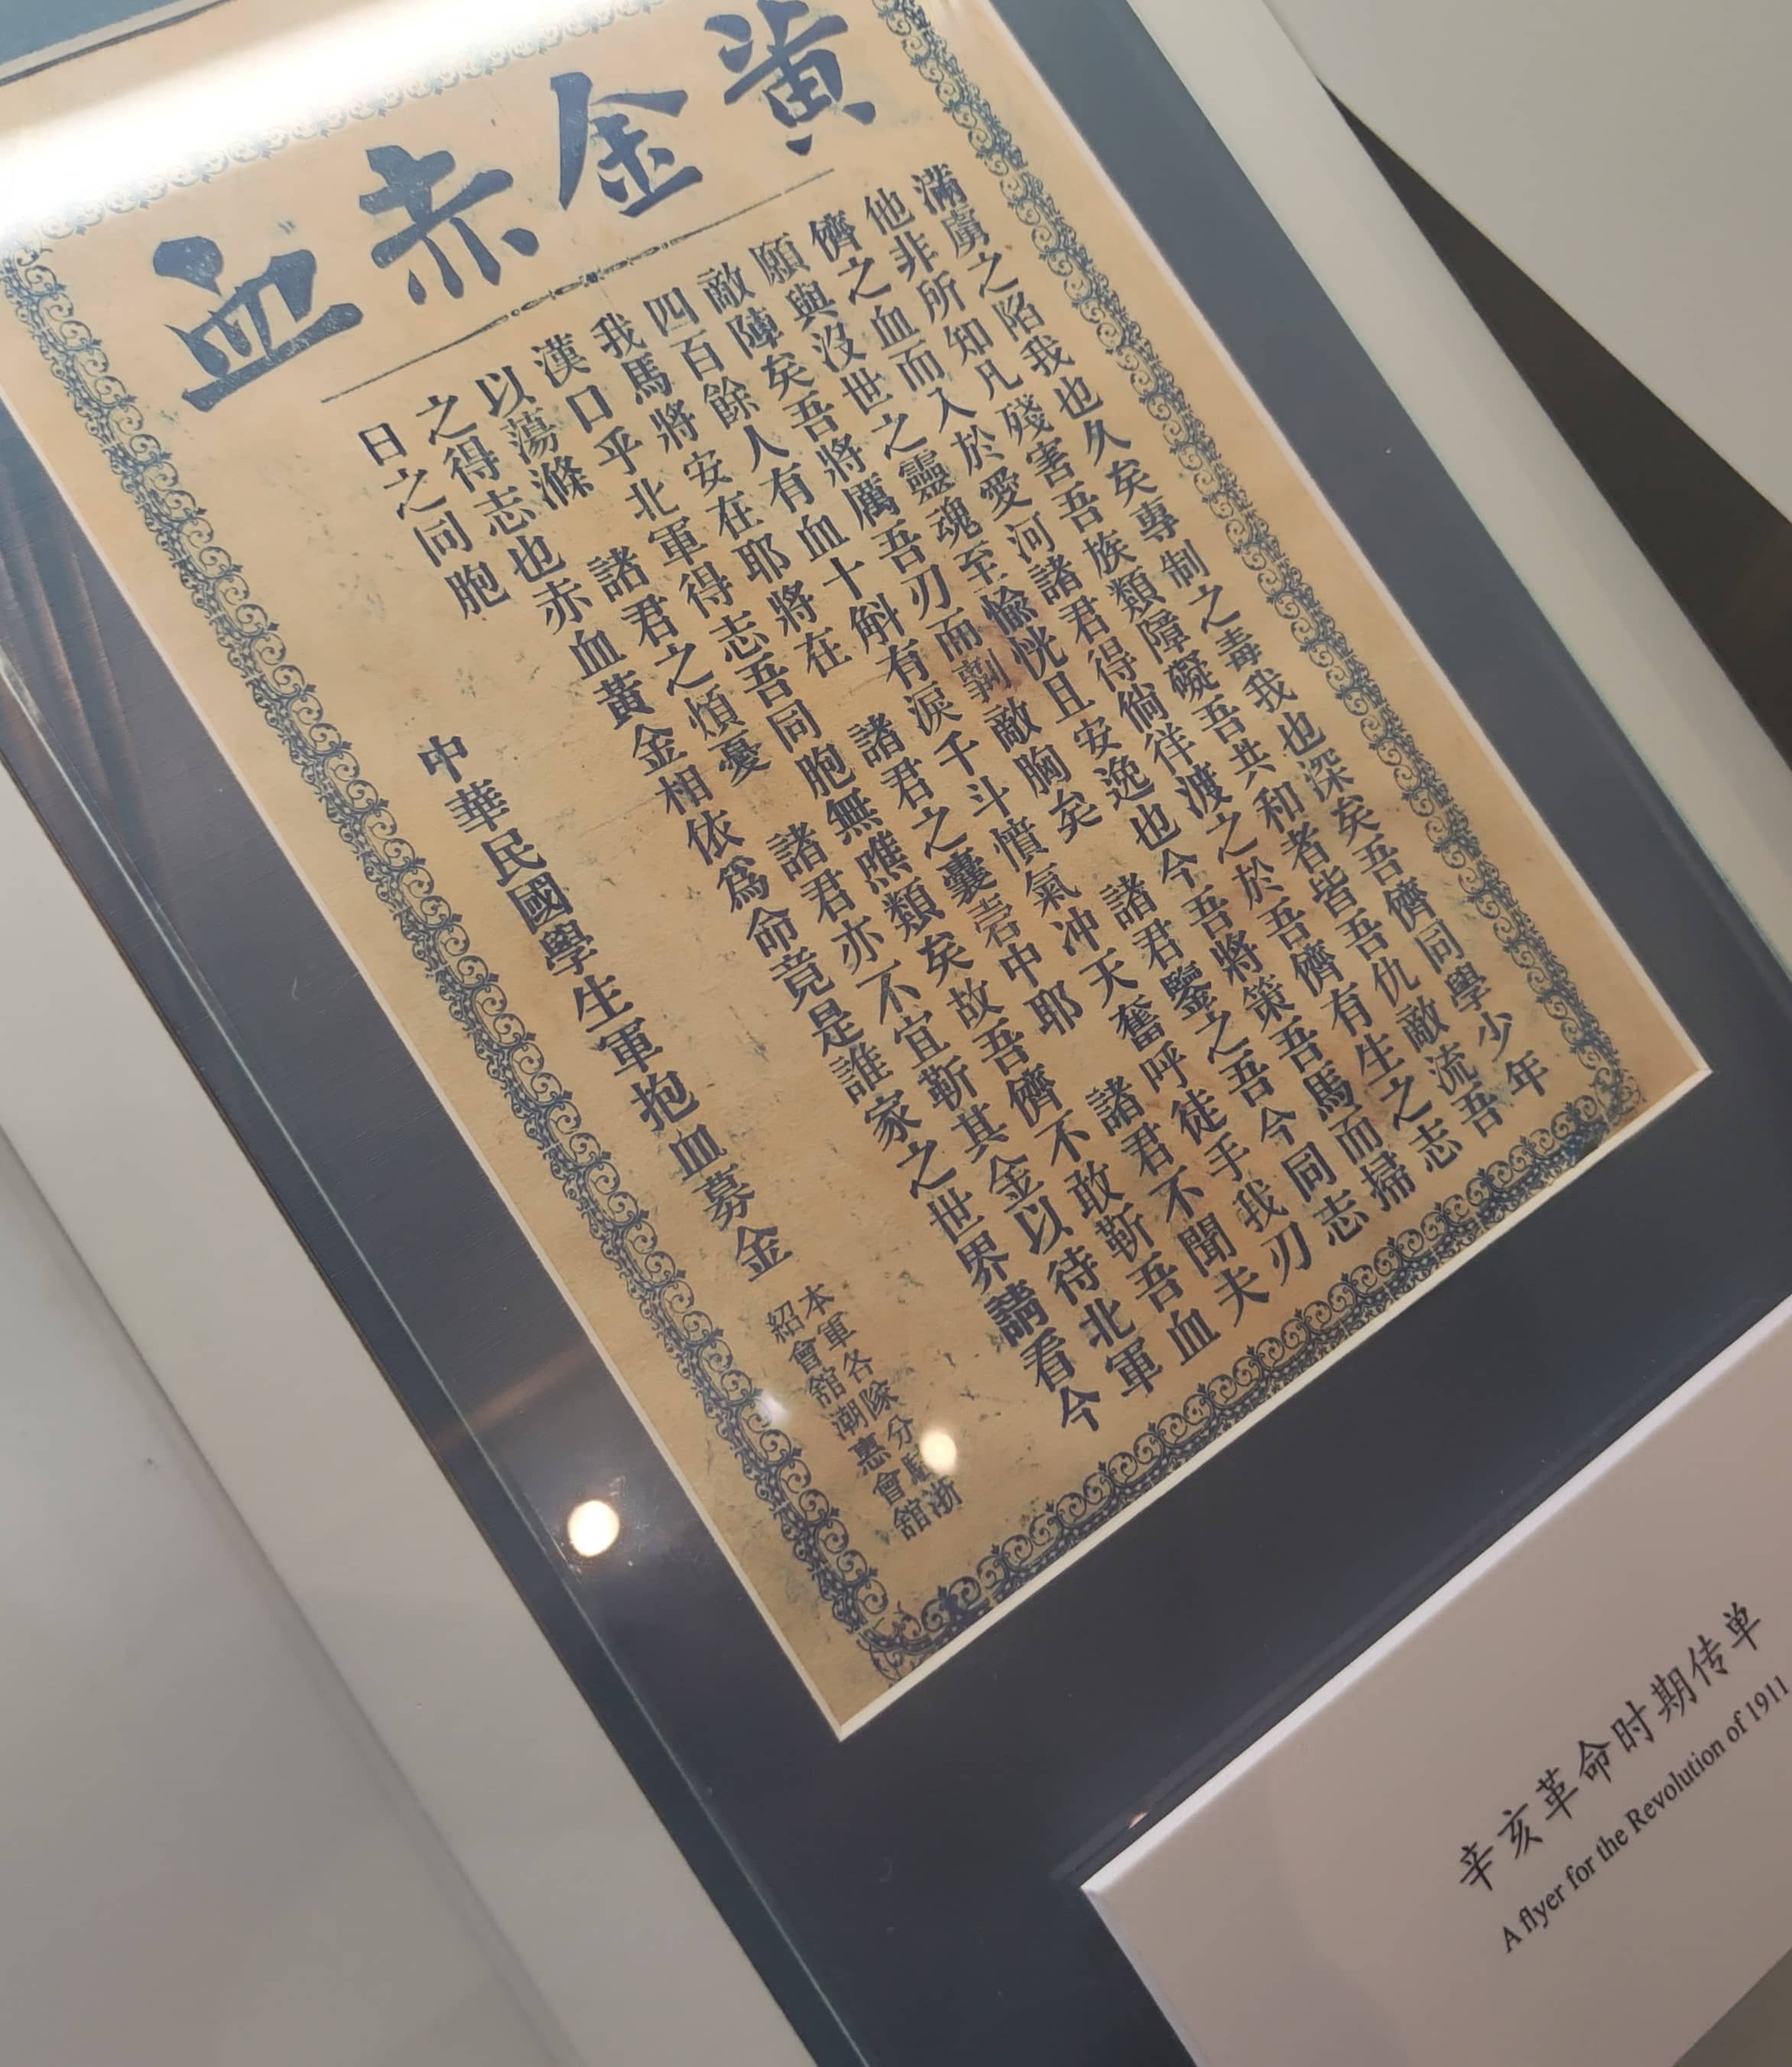 黃金赤血
滿虜之陷我也久矣專制之毒我也深矣吾儕同學少年
他非所知凡殘害吾族類障礙吾共和者皆吾仇敵流吾
儕之血而入於愛河諸君得倘徉渡之於吾儕有生之志
願與沒世之靈魂至愉恍且安逸也今吾將策吾馬而掃
敵陣矣吾將厲吾刃而剚敵胸矣 諸君鑒之吾今同志
四百餘人有血十斛有淚千斗憤氣冲天奮呼徒手我刃
我馬將安在耶將在 諸君之囊橐中耶 諸君不聞夫
漢口乎北軍得志吾同胞無噍類矣故吾儕不敢靳吾血
以蕩滌 諸君之煩憂 諸君亦不宜靳其金以待北軍
之得志也赤血黃金相依爲命竟是誰家之世界請看今
日之同胞
中華民國學生軍抱血募金
本軍各隊分駐浙
紹會舘潮惠會舘
辛亥革命时期传单
A flyer for the Revolution of 1911